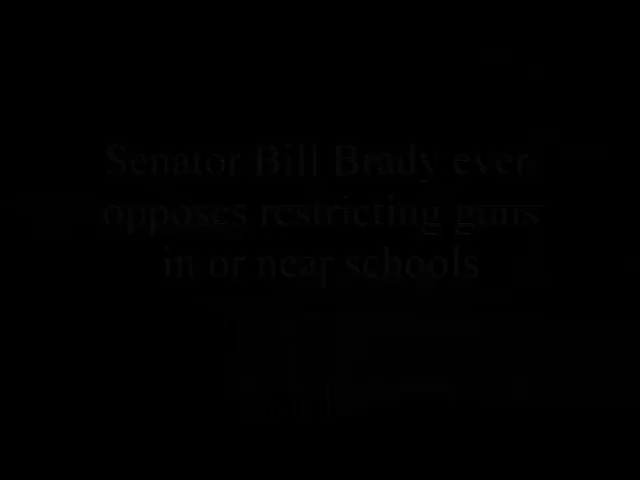 Senator Bill Brady even
opposes restricting guns
in or near schools